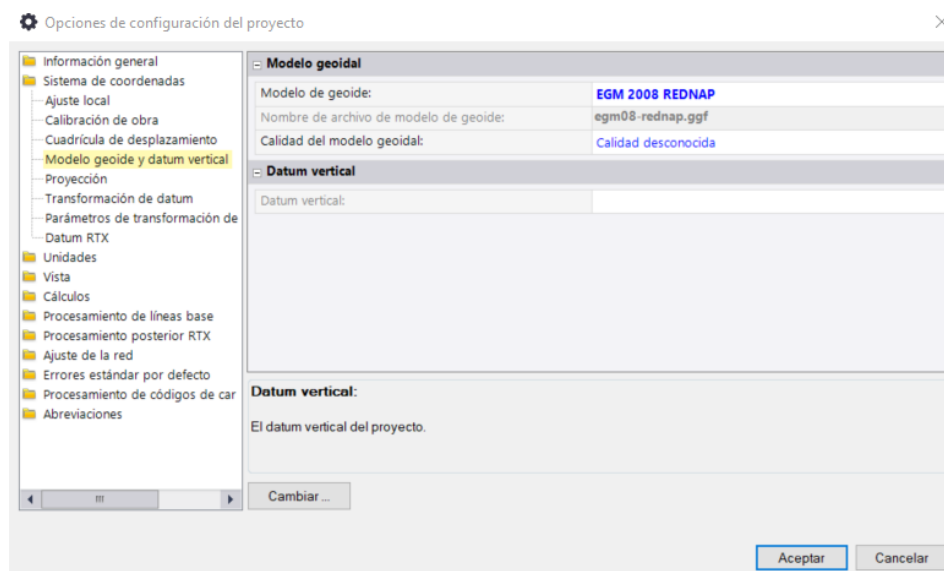 Opciones de configuración del proyecto
Información general
Sistema de coordenadas
Ajuste local
Calibración de obra
Cuadrícula de desplazamiento
Modelo geoide y datum vertical
Proyección
Transformación de datum
Parámetros de transformación de
Datum RTX
Unidades
Vista
Cálculos
Procesamiento de líneas base
Procesamiento posterior RTX
Ajuste de la red
Errores estándar por defecto
Procesamiento de códigos de car
Abreviaciones
Modelo geoidal
Modelo de geoide: EGM 2008 REDNAP
Nombre de archivo de modelo de geoide: egm08-rednap.ggf
Calidad del modelo geoidal: Calidad desconocida
Datum vertical
Datum vertical:
Datum vertical:
El datum vertical del proyecto.
Cambiar ...
Aceptar Cancelar